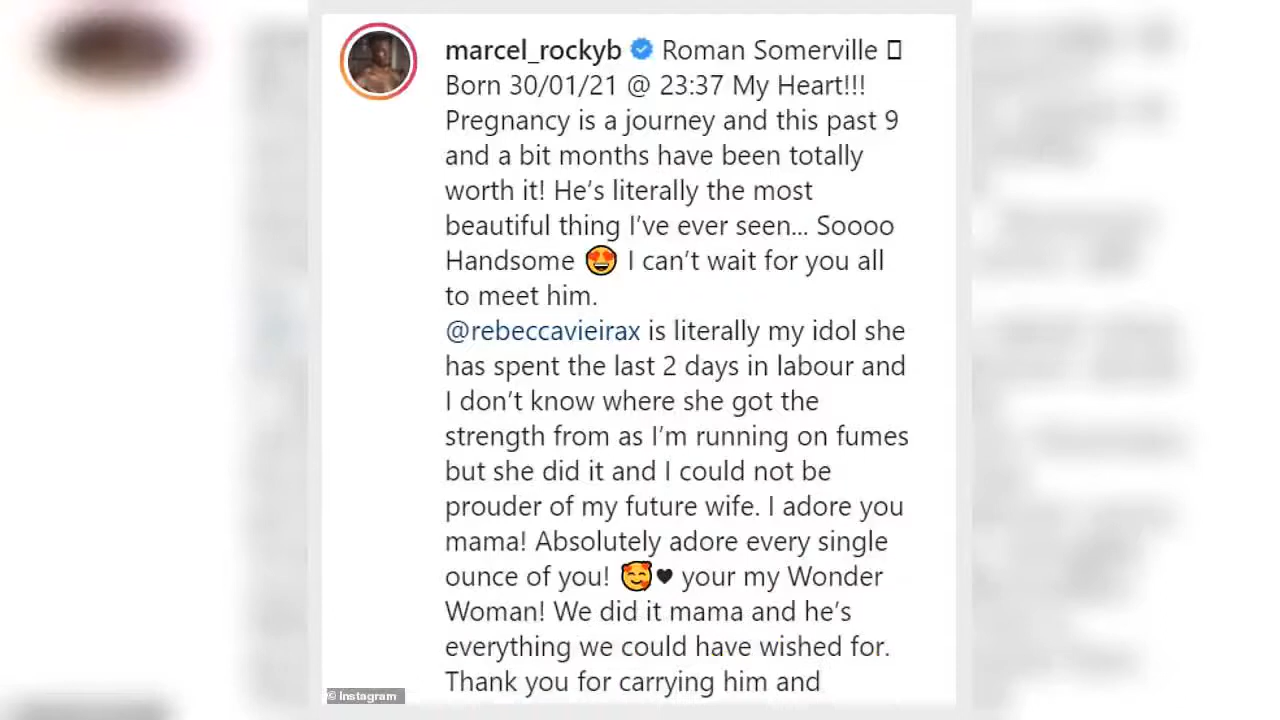 marcel_rockyb Roman Somerville
Born 30/01/21 @ 23:37 My Heart!!!
Pregnancy is a journey and this past 9
and a bit months have been totally
worth it! He’s literally the most
beautiful thing I’ve ever seen... Soooo
Handsome 😍 I can’t wait for you all
to meet him.
@rebeccavieirax is literally my idol she
has spent the last 2 days in labour and
I don’t know where she got the
strength from as I’m running on fumes
but she did it and I could not be
prouder of my future wife. I adore you
mama! Absolutely adore every single
ounce of you! 🥰♥ your my Wonder
Woman! We did it mama and he’s
everything we could have wished for.
Thank you for carrying him and
© Instagram